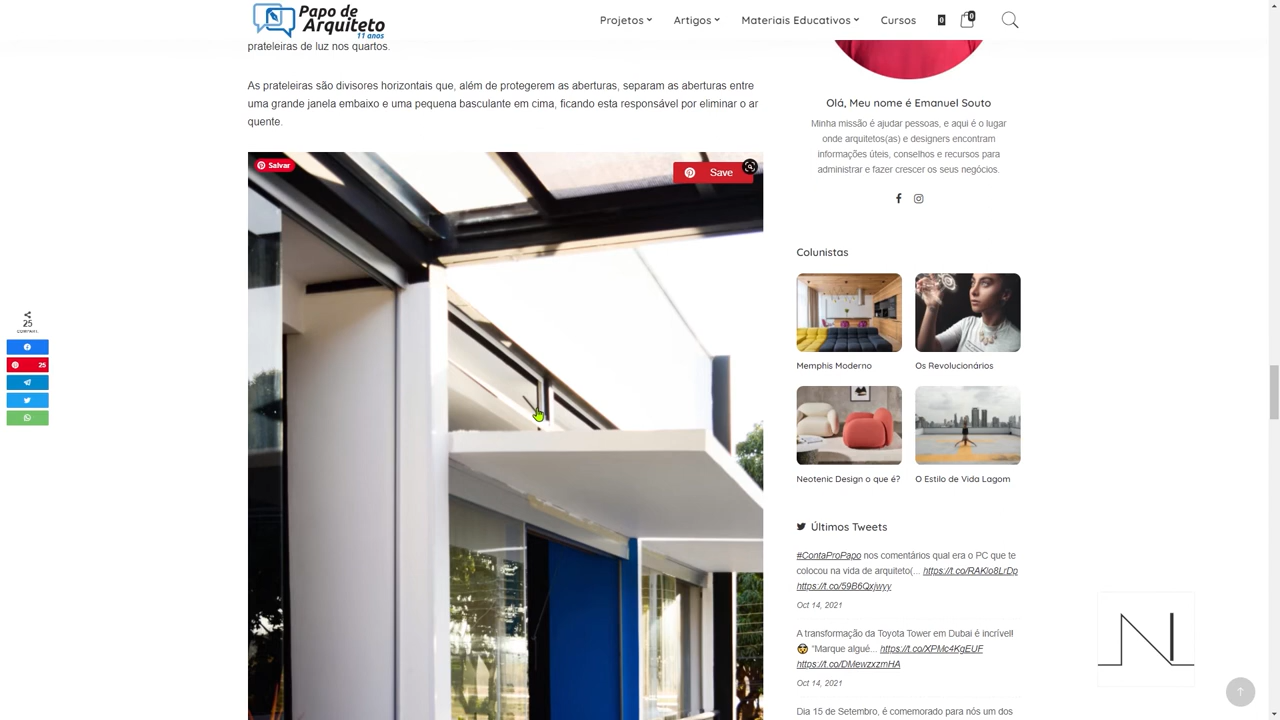 Papo de
Arquiteto
11 anos
Projetos
Artigos
Materiais Educativos
Cursos
0
0
prateleiras de luz nos quartos.
As prateleiras são divisores horizontais que, além de protegerem as aberturas, separam as aberturas entre
uma grande janela embaixo e uma pequena basculante em cima, ficando esta responsável por eliminar o ar
quente.
Salvar
Save
25
COMPART.
25
Olá, Meu nome é Emanuel Souto
Minha missão é ajudar pessoas, e aqui é o lugar
onde arquitetos(as) e designers encontram
informações úteis, conselhos e recursos para
administrar e fazer crescer os seus negócios.
Colunistas
Memphis Moderno
Os Revolucionários
Neotenic Design o que é?
O Estilo de Vida Lagom
Últimos Tweets
#ContaProPapo nos comentários qual era o PC que te
colocou na vida de arquiteto(... https://t.co/RAKlo8LrDp
https://t.co/59B6Qxjwyy
Oct 14, 2021
A transformação da Toyota Tower em Dubai é incrível!
"Marque algué... https://t.co/XPMc4KgEUF
https://t.co/DMewzxzmHA
Oct 14, 2021
Dia 15 de Setembro, é comemorado para nós um dos